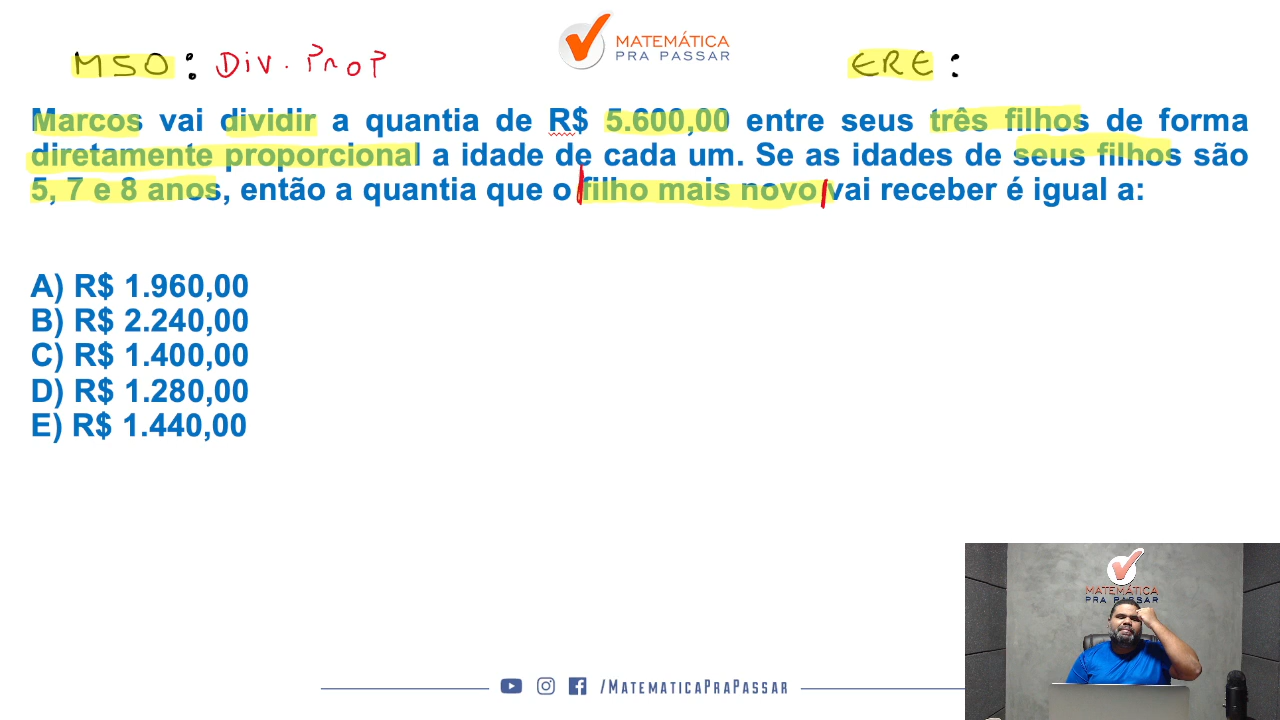 MATEMÁTICA
PRA PASSAR
MSO: DIV. PROP
ERE:
Marcos vai dividir a quantia de R$ 5.600,00 entre seus três filhos de forma
diretamente proporcional a idade de cada um. Se as idades de seus filhos são
5, 7 e 8 anos, então a quantia que o filho mais novo vai receber é igual a:
A) R$ 1.960,00
B) R$ 2.240,00
C) R$ 1.400,00
D) R$ 1.280,00
E) R$ 1.440,00
MATEMÁTICA
PRA PASSAR
/MATEMATICAPRAPASSAR